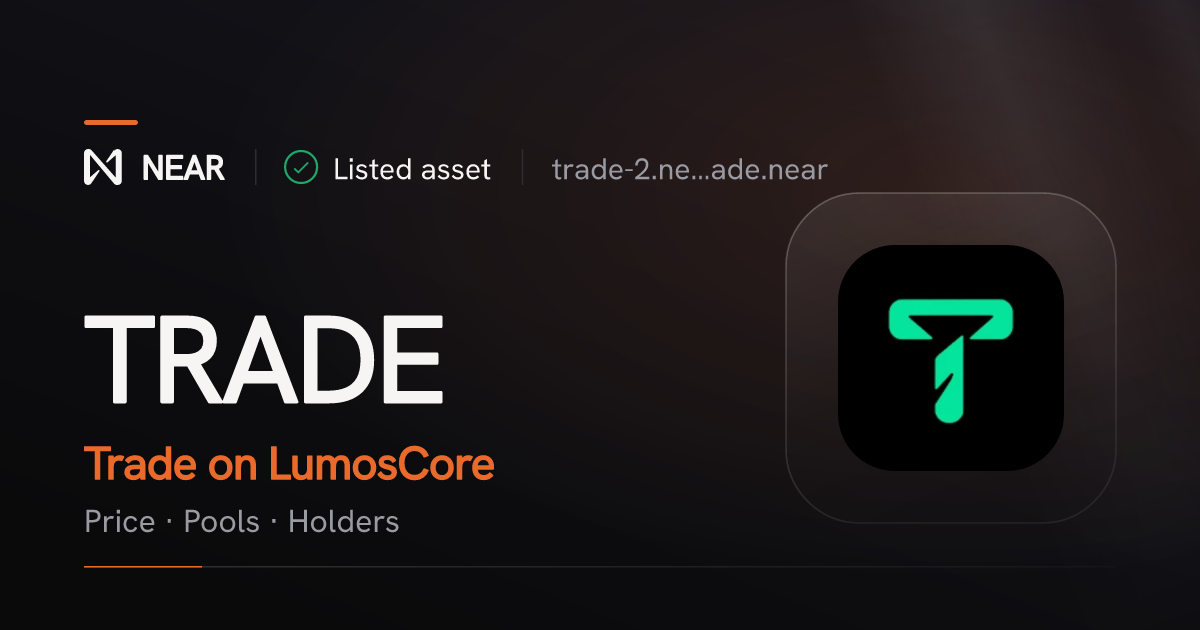 NEAR | Listed asset | trade-2.ne...ade.near
TRADE
Trade on LumosCore
Price · Pools · Holders